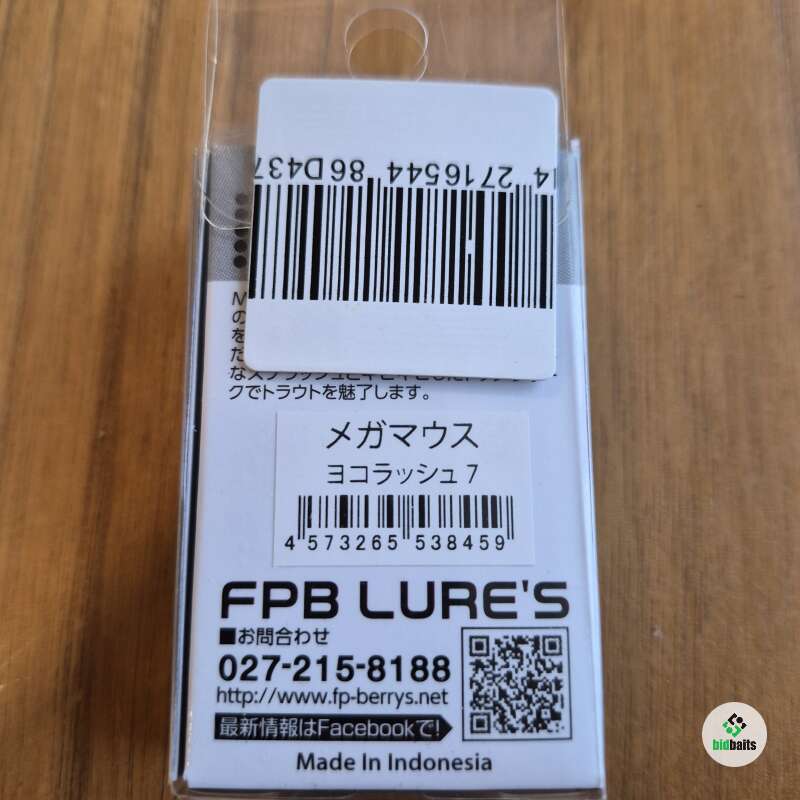 14 2716544 86D437
クでトラウトを魅了します。
メガマウス
ヨコラッシュ7
4 573265 538459
FPB LURE'S
■お問合わせ
027-215-8188
http://www.fp-berrys.net
最新情報はFacebookで!
Made In Indonesia
bidbaits